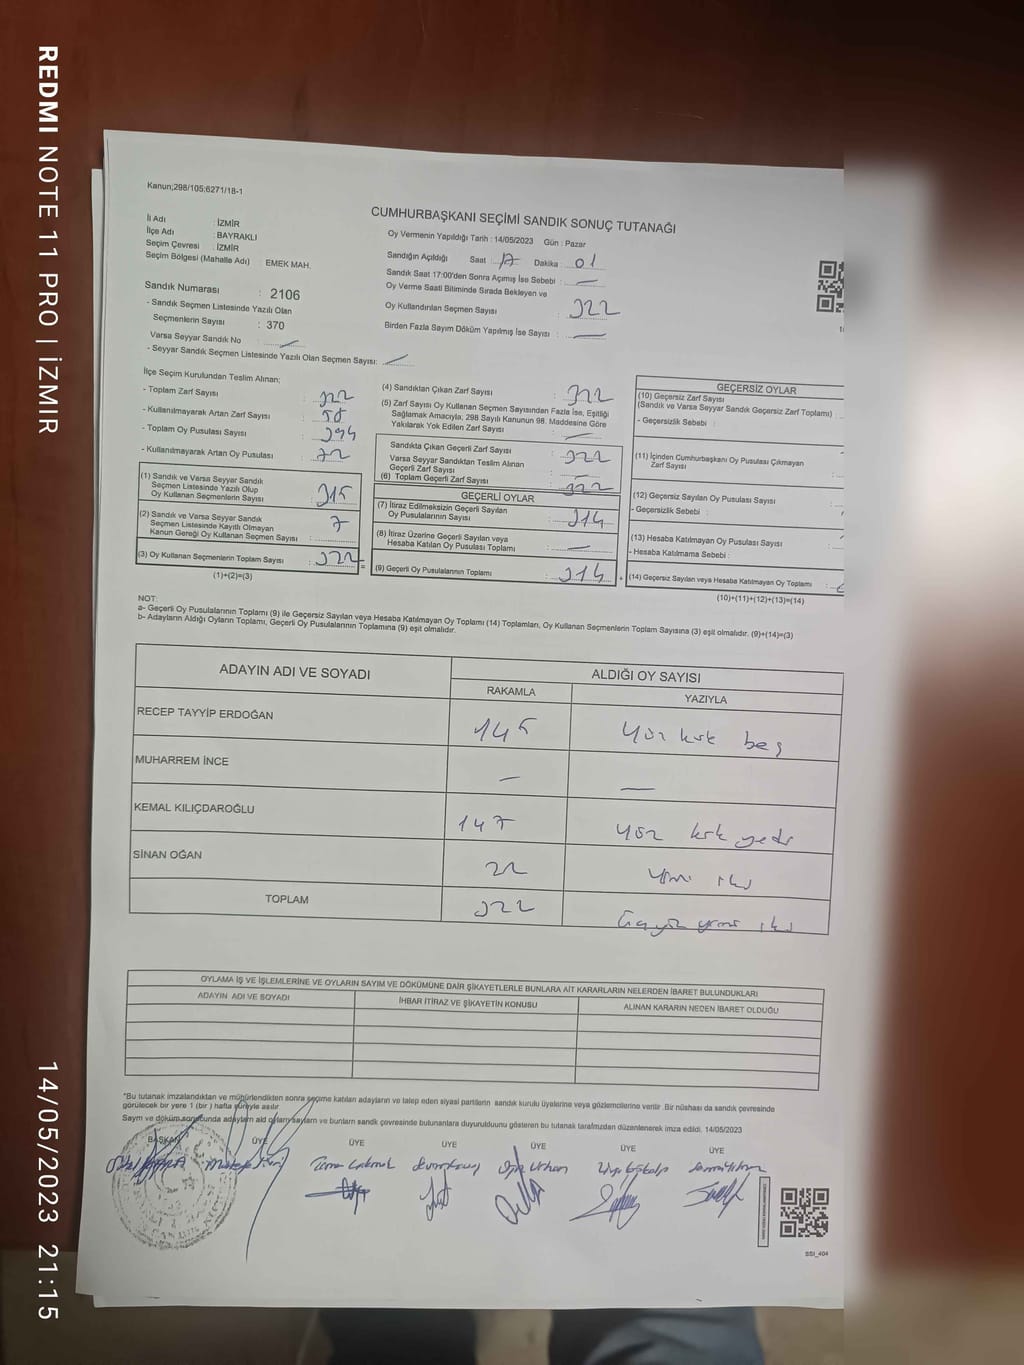 REDMI NOTE 11 PRO | İZMIR
14/05/2023 21:15
Kanun;298/105;6271/18-1
CUMHURBAŞKANI SEÇİMİ SANDIK SONUÇ TUTANAĞI
İl Adı : İZMİR
İlçe Adı : BAYRAKLI
Seçim Çevresi : İZMİR
Seçim Bölgesi (Mahalle Adı) : EMEK MAH.
Sandık Numarası : 2106
- Sandık Seçmen Listesinde Yazılı Olan
Seçmenlerin Sayısı : 370
Varsa Seyyar Sandık No —
- Seyyar Sandık Seçmen Listesinde Yazılı Olan Seçmen Sayısı: —
Oy Vermenin Yapıldığı Tarih : 14/05/2023 Gün : Pazar
Sandığın Açıldığı Saat : 17 Dakika : 01
Sandık Saat 17:00'den Sonra Açımış İse Sebebi : —
Oy Verme Saati Bitiminde Sırada Bekleyen ve
Oy Kullandırılan Seçmen Sayısı : 322
Birden Fazla Sayım Döküm Yapılmış İse Sayısı : —
İlçe Seçim Kurulundan Teslim Alınan;
- Toplam Zarf Sayısı
- Kullanılmayarak Artan Zarf Sayısı : 58
- Toplam Oy Pusulası Sayısı : 394
- Kullanılmayarak Artan Oy Pusulası : 72
(1) Sandık ve Varsa Seyyar Sandık
Seçmen Listesinde Yazılı Olup
Oy Kullanan Seçmenlerin Sayısı : 315
(2) Sandık ve Varsa Seyyar Sandık
Seçmen Listesinde Kayıtlı Olmayan
Kanun Gereği Oy Kullanan Seçmen Sayısı : 7
(3) Oy Kullanan Seçmenlerin Toplam Sayısı : 322
(1)+(2)=(3)
(4) Sandıktan Çıkan Zarf Sayısı : 322
(5) Zarf Sayısı Oy Kullanan Seçmen Sayısından Fazla İse, Eşitliği
Sağlamak Amacıyla; 298 Sayılı Kanunun 98. Maddesine Göre
Yakılarak Yok Edilen Zarf Sayısı : —
Sandıkta Çıkan Geçerli Zarf Sayısı : 322
Varsa Seyyar Sandıktan Teslim Alınan
Geçerli Zarf Sayısı : —
(6) Toplam Geçerli Zarf Sayısı : 322
GEÇERLİ OYLAR
(7) İtiraz Edilmeksizin Geçerli Sayılan
Oy Pusulalarının Sayısı : 314
(8) İtiraz Üzerine Geçerli Sayılan veya
Hesaba Katılan Oy Pusulası Toplamı : —
(9) Geçerli Oy Pusulalarının Toplamı : 314
GEÇERSİZ OYLAR
(10) Geçersiz Zarf Sayısı
(Sandık ve Varsa Seyyar Sandık Geçersiz Zarf Toplamı) :
- Geçersizlik Sebebi :
(11) İçinden Cumhurbaşkanı Oy Pusulası Çıkmayan
Zarf Sayısı :
(12) Geçersiz Sayılan Oy Pusulası Sayısı
- Geçersizlik Sebebi :
(13) Hesaba Katılmayan Oy Pusulası Sayısı
- Hesaba Katılmama Sebebi :
(14) Geçersiz Sayılan veya Hesaba Katılmayan Oy Toplamı :
(10)+(11)+(12)+(13)=(14)
NOT:
a- Geçerli Oy Pusulalarının Toplamı (9) ile Geçersiz Sayılan veya Hesaba Katılmayan Oy Toplamı (14) Toplamları, Oy Kullanan Seçmenlerin Toplam Sayısına (3) eşit olmalıdır. (9)+(14)=(3)
b- Adayların Aldığı Oyların Toplamı, Geçerli Oy Pusulalarının Toplamına (9) eşit olmalıdır.
ADAYIN ADI VE SOYADI ALDIĞI OY SAYISI
RAKAMLA YAZIYLA
RECEP TAYYİP ERDOĞAN 145 Yüz kırk beş
MUHARREM İNCE — —
KEMAL KILIÇDAROĞLU 147 Yüz kırk yedi
SİNAN OĞAN 22 Yirmi iki
TOPLAM 322 Üçyüz yirmi iki
OYLAMA İŞ VE İŞLEMLERİNE VE OYLARIN SAYIM VE DÖKÜMÜNE DAİR ŞİKAYETLERLE BUNLARA AİT KARARLARIN NELERDEN İBARET BULUNDUKLARI
ADAYIN ADI VE SOYADI İHBAR İTİRAZ VE ŞİKAYETİN KONUSU ALINAN KARARIN NEDEN İBARET OLDUĞU
*Bu tutanak imzalandıktan ve mühürlendikten sonra seçime katılan adayların ve talep eden siyasi partilerin sandık kurulu üyelerine veya gözlemcilerine verilir. Bir nüshası da sandık çevresinde
görülecek bir yere 1 (bir) hafta süreyle asılır.
Sayım ve döküm sonucunda adayların aldığı oyların sayıları ve bunların sandık çevresinde bulunanlara duyurulduğunu gösteren bu tutanak tarafımızdan düzenlenerek imza edildi. 14/05/2023
BAŞKAN ÜYE ÜYE ÜYE ÜYE ÜYE ÜYE
SSI_404